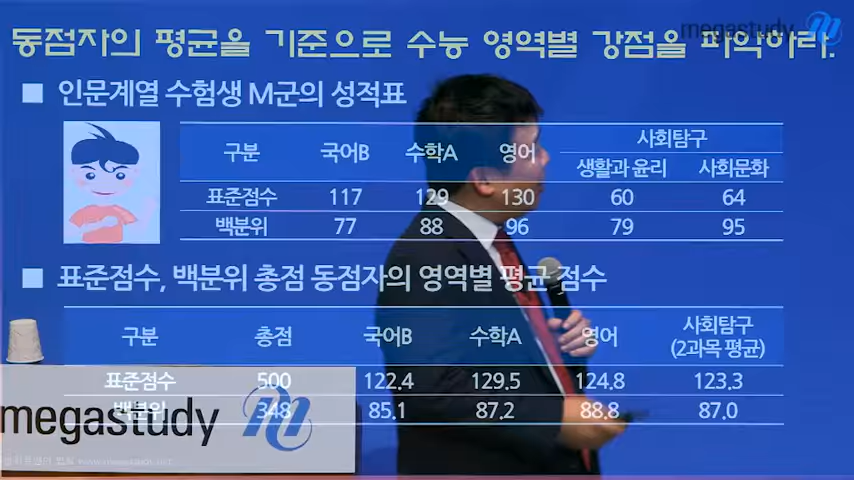 megastudy
동점자의 평균을 기준으로 수능 영역별 강점을 파악하라.
■ 인문계열 수험생 M군의 성적표
구분 국어B 수학A 영어 사회탐구
생활과 윤리 사회문화
표준점수 117 129 130 60 64
백분위 77 88 96 79 95
■ 표준점수, 백분위 총점 동점자의 영역별 평균 점수
구분 총점 국어B 수학A 영어 사회탐구
(2과목 평균)
표준점수 500 122.4 129.5 124.8 123.3
백분위 348 85.1 87.2 88.8 87.0
megastudy